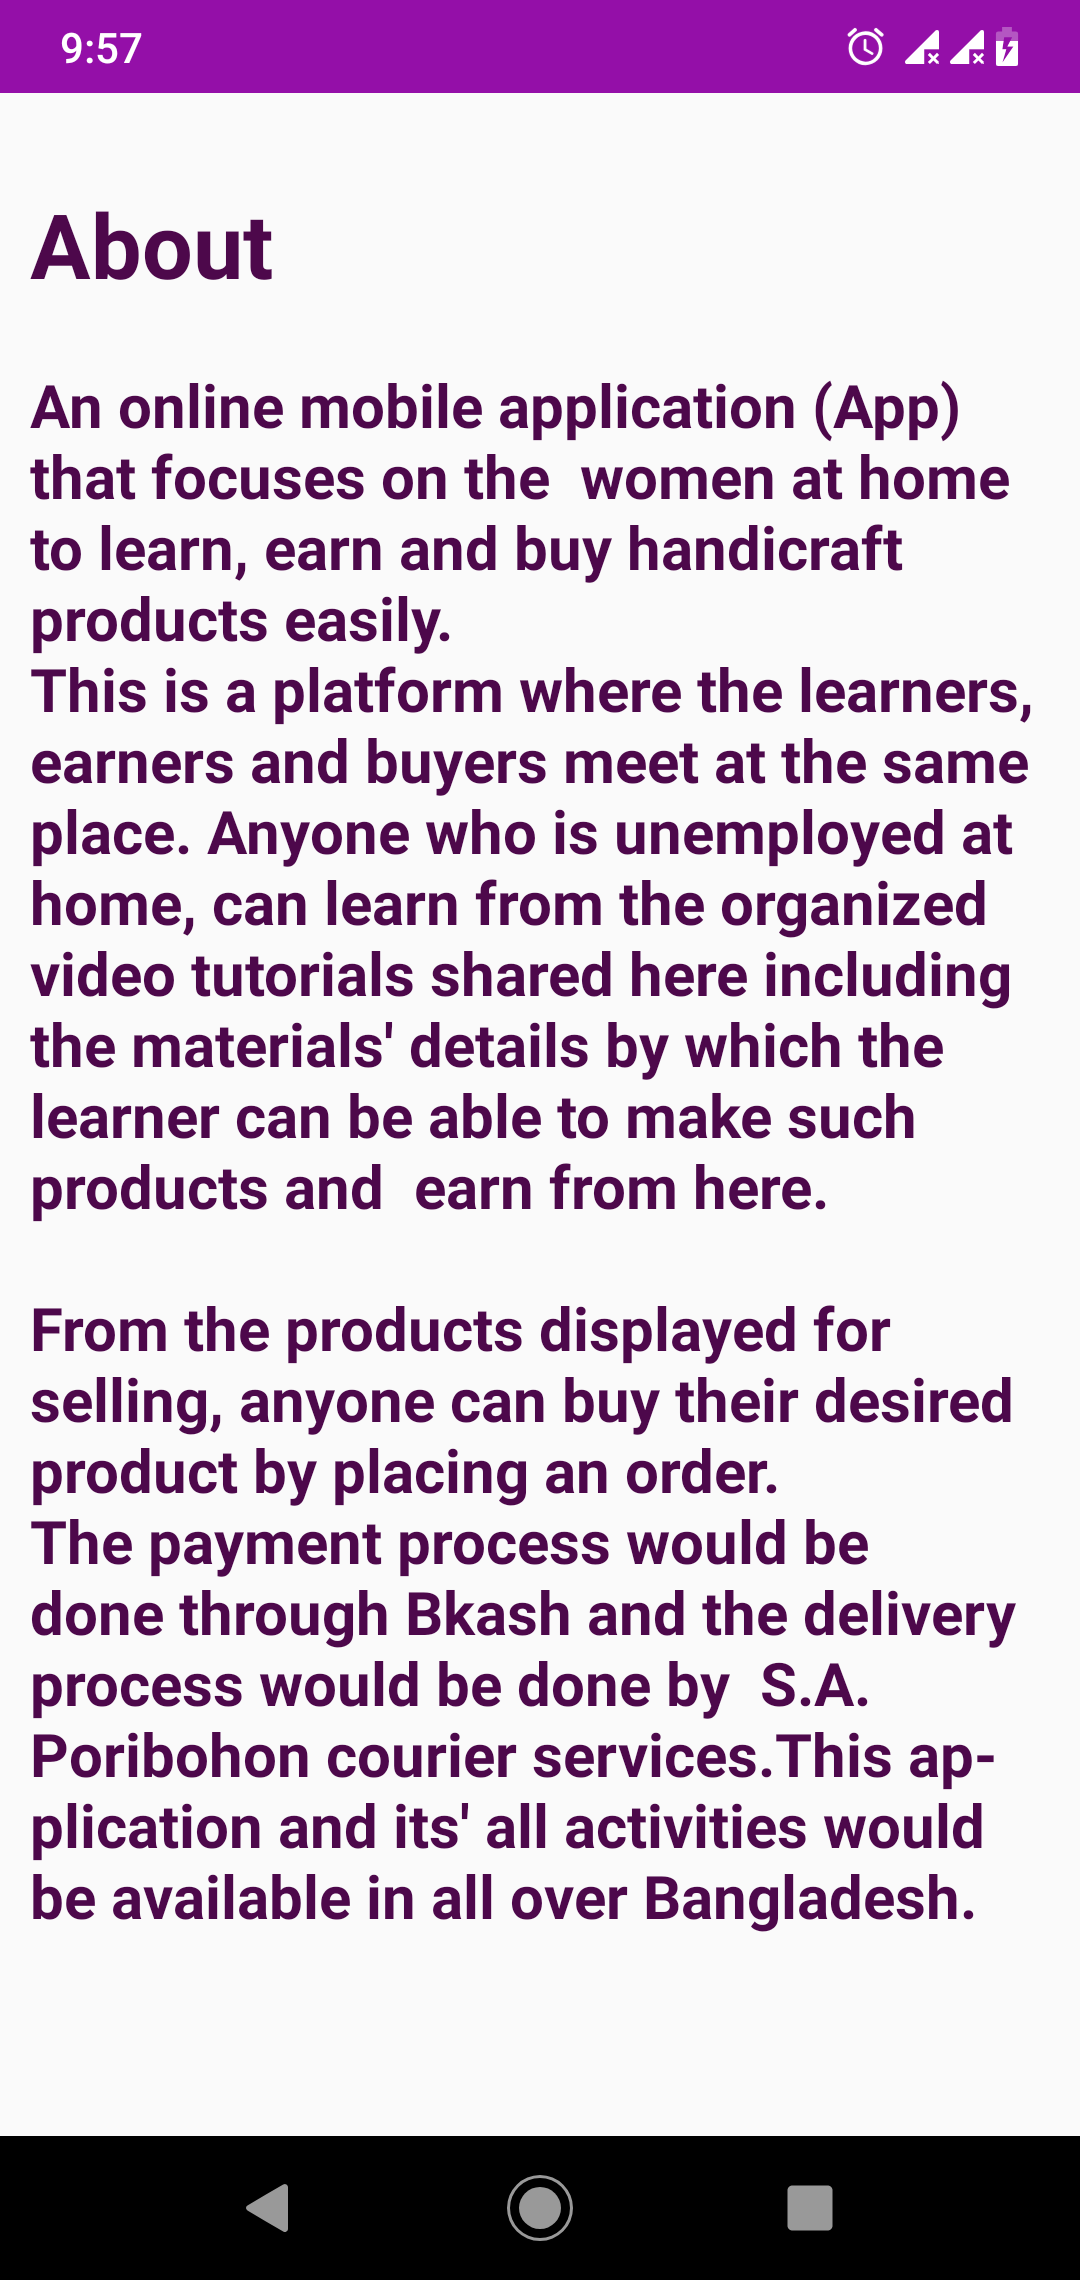 9:57
About
An online mobile application (App)
that focuses on the  women at home
to learn, earn and buy handicraft
products easily.
This is a platform where the learners,
earners and buyers meet at the same
place. Anyone who is unemployed at
home, can learn from the organized
video tutorials shared here including
the materials' details by which the
learner can be able to make such
products and  earn from here.
From the products displayed for
selling, anyone can buy their desired
product by placing an order.
The payment process would be
done through Bkash and the delivery
process would be done by  S.A.
Poribohon courier services.This ap-
plication and its' all activities would
be available in all over Bangladesh.